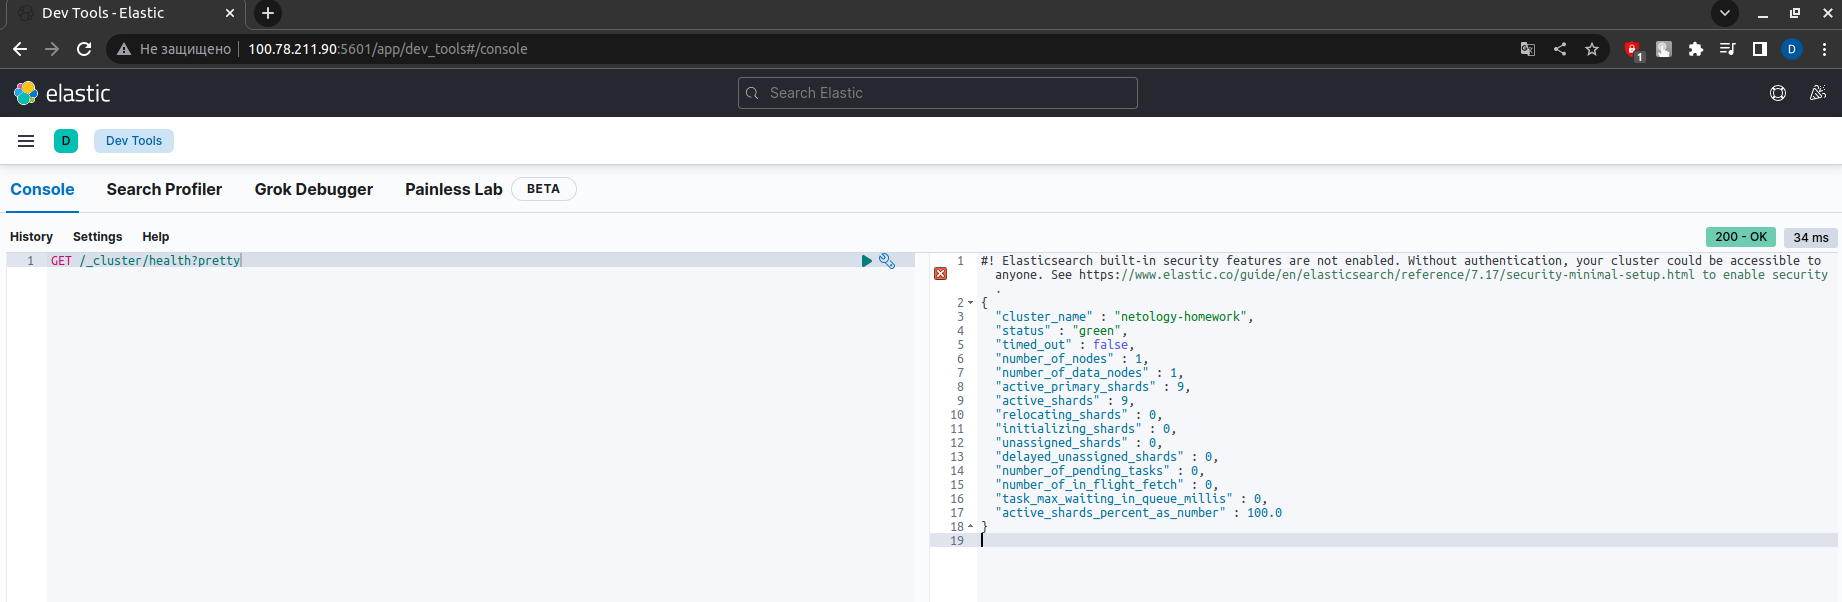 Dev Tools - Elastic
Не защищено 100.78.211.90:5601/app/dev_tools#/console
1
D
elastic
Search Elastic
D
Dev Tools
Console Search Profiler Grok Debugger Painless Lab BETA
History Settings Help
200 - OK 34 ms
1 GET /_cluster/health?pretty
1 #! Elasticsearch built-in security features are not enabled. Without authentication, your cluster could be accessible to
anyone. See https://www.elastic.co/guide/en/elasticsearch/reference/7.17/security-minimal-setup.html to enable security
.
2 {
3 "cluster_name" : "netology-homework",
4 "status" : "green",
5 "timed_out" : false,
6 "number_of_nodes" : 1,
7 "number_of_data_nodes" : 1,
8 "active_primary_shards" : 9,
9 "active_shards" : 9,
10 "relocating_shards" : 0,
11 "initializing_shards" : 0,
12 "unassigned_shards" : 0,
13 "delayed_unassigned_shards" : 0,
14 "number_of_pending_tasks" : 0,
15 "number_of_in_flight_fetch" : 0,
16 "task_max_waiting_in_queue_millis" : 0,
17 "active_shards_percent_as_number" : 100.0
18 }
19